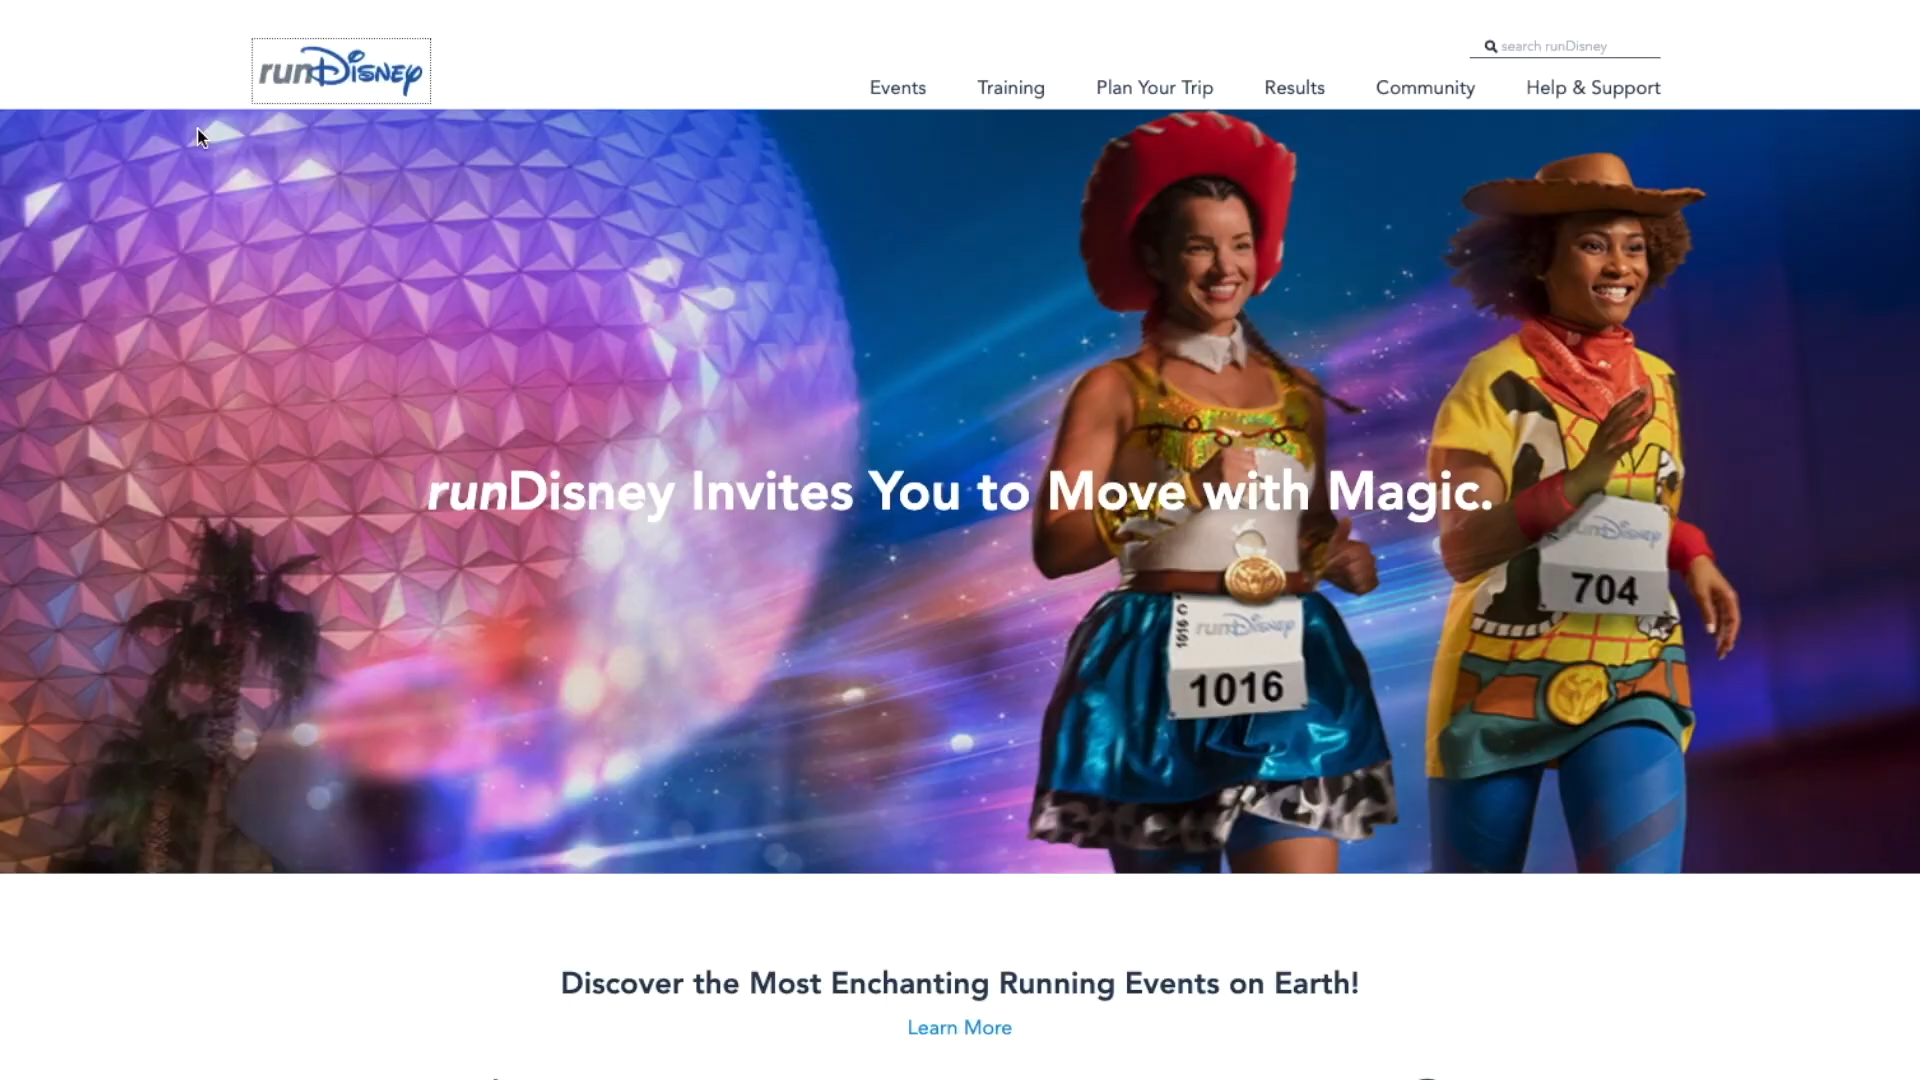 runDisney
search runDisney
Events
Training
Plan Your Trip
Results
Community
Help & Support
runDisney Invites You to Move with Magic.
runDisney
704
1016 C
runDisney
1016
Discover the Most Enchanting Running Events on Earth!
Learn More